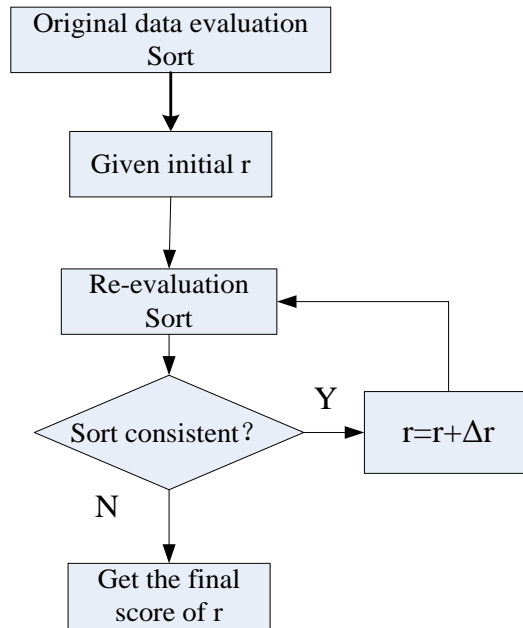 Original data evaluation
Sort
Given initial r
Re-evaluation
Sort
Sort consistent？
Y
r=r+Δr
N
Get the final
score of r